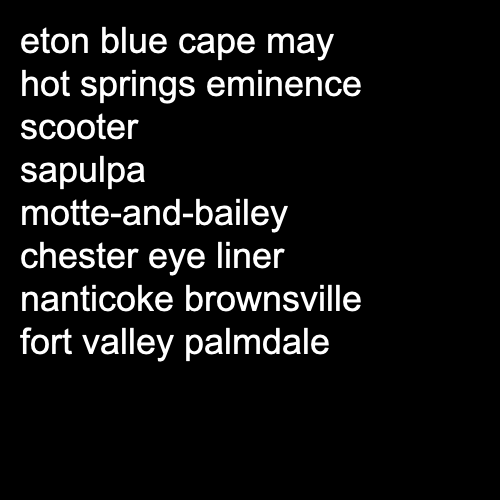 eton blue cape may
hot springs eminence
scooter
sapulpa
motte-and-bailey
chester eye liner
nanticoke brownsville
fort valley palmdale